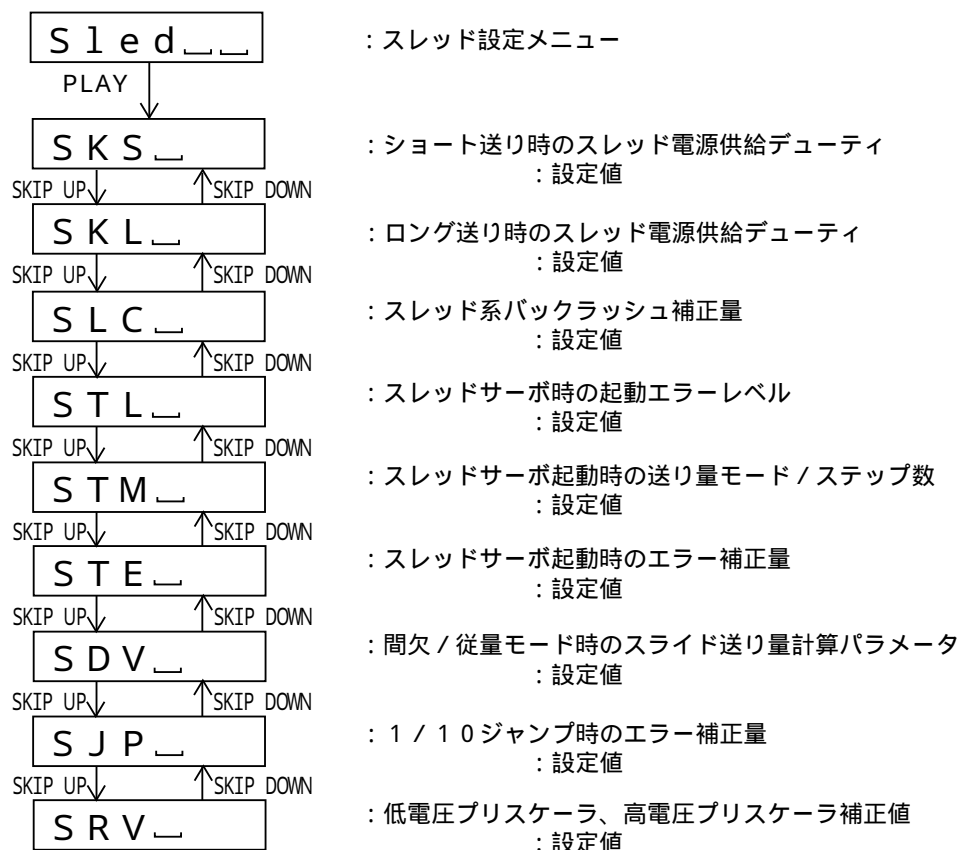 Sled␣␣ :スレッド設定メニュー
PLAY
SKS␣ :ショート送り時のスレッド電源供給デューティ
:設定値
SKIP UP SKIP DOWN
SKL␣ :ロング送り時のスレッド電源供給デューティ
:設定値
SKIP UP SKIP DOWN
SLC␣ :スレッド系バックラッシュ補正量
:設定値
SKIP UP SKIP DOWN
STL␣ :スレッドサーボ時の起動エラーレベル
:設定値
SKIP UP SKIP DOWN
STM␣ :スレッドサーボ起動時の送り量モード/ステップ数
:設定値
SKIP UP SKIP DOWN
STE␣ :スレッドサーボ起動時のエラー補正量
:設定値
SKIP UP SKIP DOWN
SDV␣ :間欠/従量モード時のスライド送り量計算パラメータ
:設定値
SKIP UP SKIP DOWN
SJP␣ :1/10ジャンプ時のエラー補正量
:設定値
SKIP UP SKIP DOWN
SRV␣ :低電圧プリスケーラ、高電圧プリスケーラ補正値
:設定値